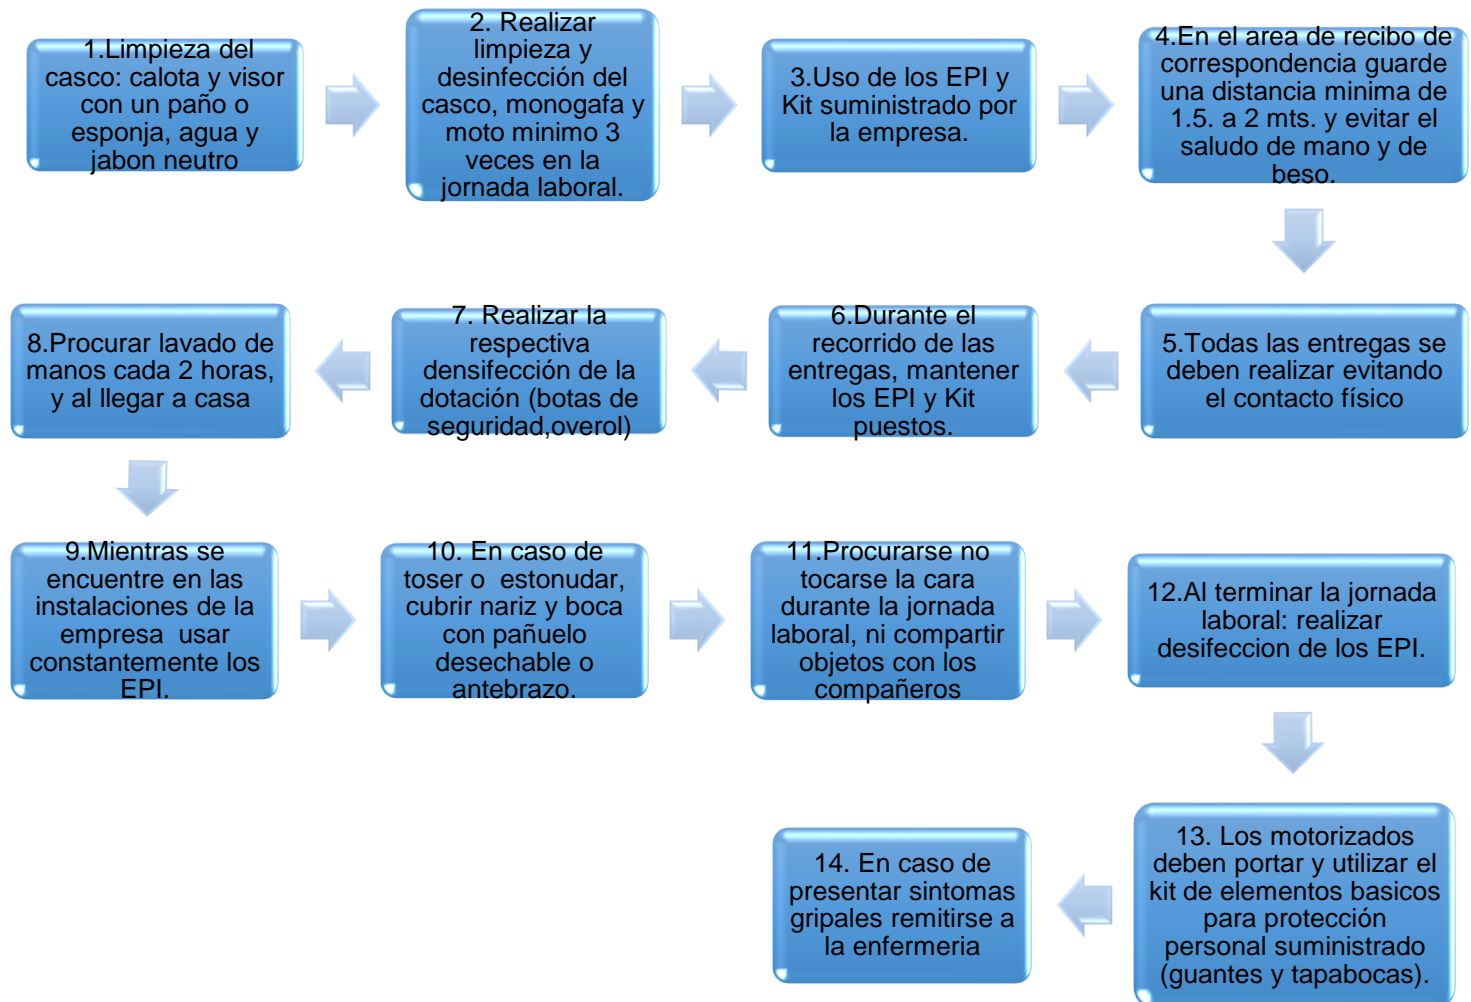 1.Limpieza del
casco: calota y visor
con un paño o
esponja, agua y
jabon neutro
2. Realizar
limpieza y
desinfección del
casco, monogafa y
moto minimo 3
veces en la
jornada laboral.
3.Uso de los EPI y
Kit suministrado por
la empresa.
4.En el area de recibo de
correspondencia guarde
una distancia minima de
1.5. a 2 mts. y evitar el
saludo de mano y de
beso.
5.Todas las entregas se
deben realizar evitando
el contacto físico
6.Durante el
recorrido de las
entregas, mantener
los EPI y Kit
puestos.
7. Realizar la
respectiva
densifección de la
dotación (botas de
seguridad,overol)
8.Procurar lavado de
manos cada 2 horas,
y al llegar a casa
9.Mientras se
encuentre en las
instalaciones de la
empresa  usar
constantemente los
EPI.
10. En caso de
toser o  estonudar,
cubrir nariz y boca
con pañuelo
desechable o
antebrazo.
11.Procurarse no
tocarse la cara
durante la jornada
laboral, ni compartir
objetos con los
compañeros
12.Al terminar la jornada
laboral: realizar
desifeccion de los EPI.
13. Los motorizados
deben portar y utilizar el
kit de elementos basicos
para protección
personal suministrado
(guantes y tapabocas).
14. En caso de
presentar sintomas
gripales remitirse a
la enfermeria